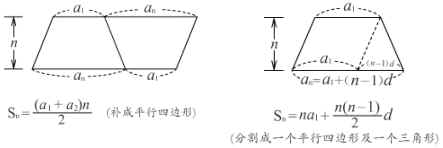 a₁ aₙ
n
aₙ a₁
Sₙ=(a₁+a₂)n/2 (补成平行四边形)
a₁
n
a₁ (n-1)d
aₙ=a₁+(n-1)d
Sₙ=na₁+n(n-1)/2 d
(分割成一个平行四边形及一个三角形)